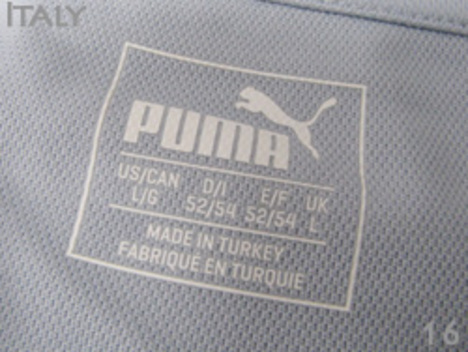 ITALY
PUMA
US/CAN D/I E/F UK
L/G 52/54 52/54 L
MADE IN TURKEY
FABRIQUE EN TURQUIE
16